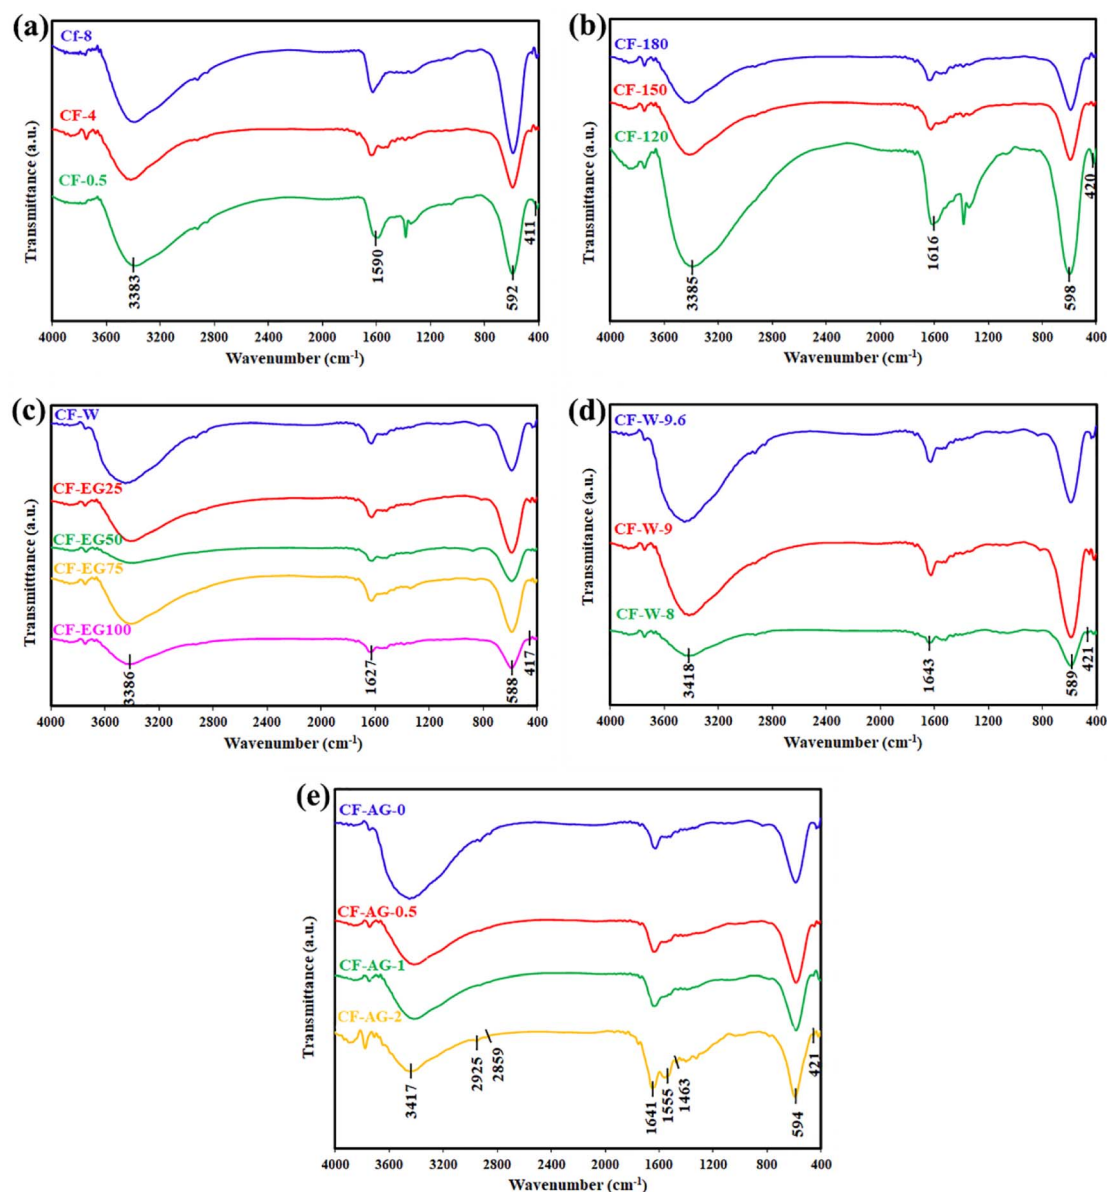 (a)
Cf-8
CF-4
CF-0.5
3383
1590
592
411
4000 3600 3200 2800 2400 2000 1600 1200 800 400
Wavenumber (cm-1)
Transmittance (a.u.)
(b)
CF-180
CF-150
CF-120
3385
1616
598
420
4000 3600 3200 2800 2400 2000 1600 1200 800 400
Wavenumber (cm-1)
Transmittance (a.u.)
(c)
CF-W
CF-EG25
CF-EG50
CF-EG75
CF-EG100
3386
1627
588
417
4000 3600 3200 2800 2400 2000 1600 1200 800 400
Wavenumber (cm-1)
Transmitttance (a.u.)
(d)
CF-W-9.6
CF-W-9
CF-W-8
3418
1643
589
421
4000 3600 3200 2800 2400 2000 1600 1200 800 400
Wavenumber (cm-1)
Transmitance (a.u.)
(e)
CF-AG-0
CF-AG-0.5
CF-AG-1
CF-AG-2
3417
2925
2859
1641
1555
1463
594
421
4000 3600 3200 2800 2400 2000 1600 1200 800 400
Wavenumber (cm-1)
Transmittance (a.u.)